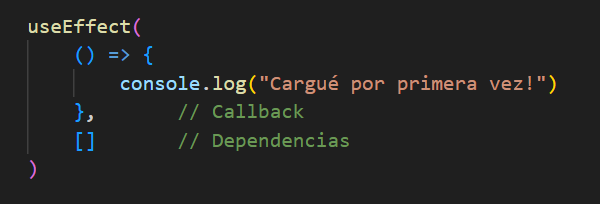 useEffect(
    () => {
        console.log("Cargué por primera vez!")
    },       // Callback
    []       // Dependencias
)